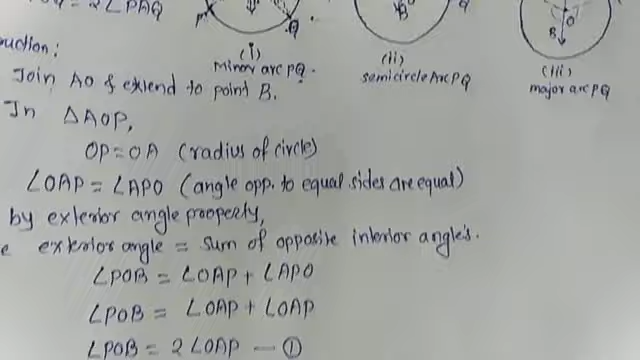 = 2∠PAQ
P
Q
B
Q
O
B
(i)
Minor arc PQ.
(ii)
semicircle Arc PQ
(iii)
major arc PQ
uction:
Join AO & extend to point B.
In △AOP,
OP = OA (radius of circle)
∠OAP = ∠APO (angle opp. to equal sides are equal)
by exterior angle property,
e exterior angle = sum of opposite interior angle's.
∠POB = ∠OAP + ∠APO
∠POB = ∠OAP + ∠OAP
∠POB = 2∠OAP — ①